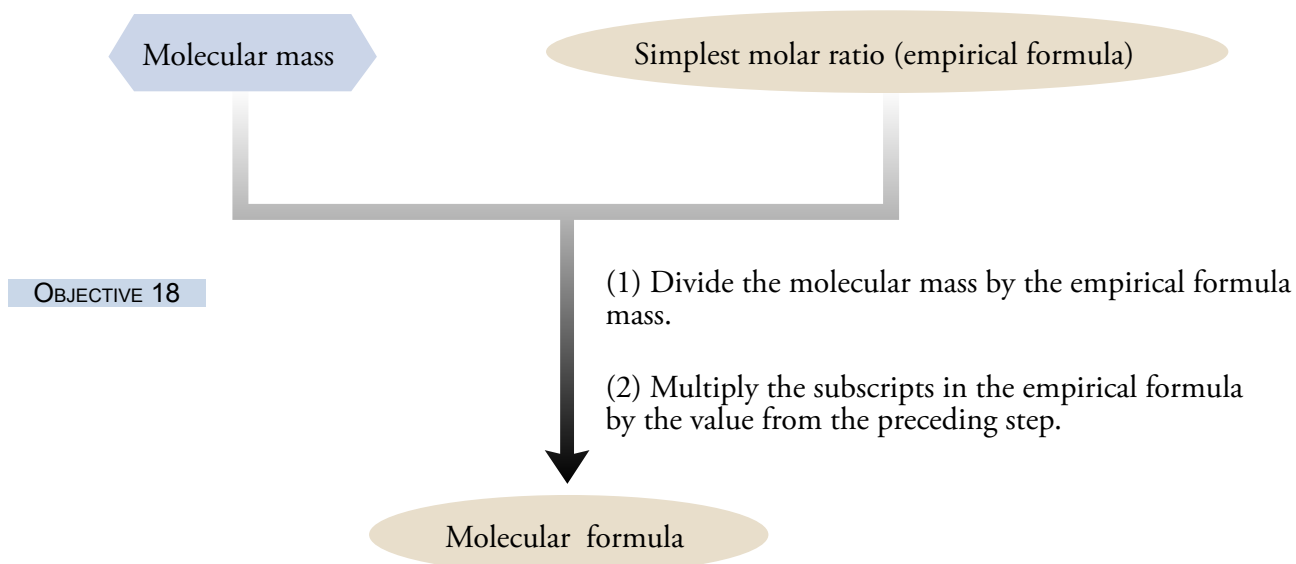 Molecular mass
Simplest molar ratio (empirical formula)
OBJECTIVE 18
(1) Divide the molecular mass by the empirical formula
mass.
(2) Multiply the subscripts in the empirical formula
by the value from the preceding step.
Molecular formula